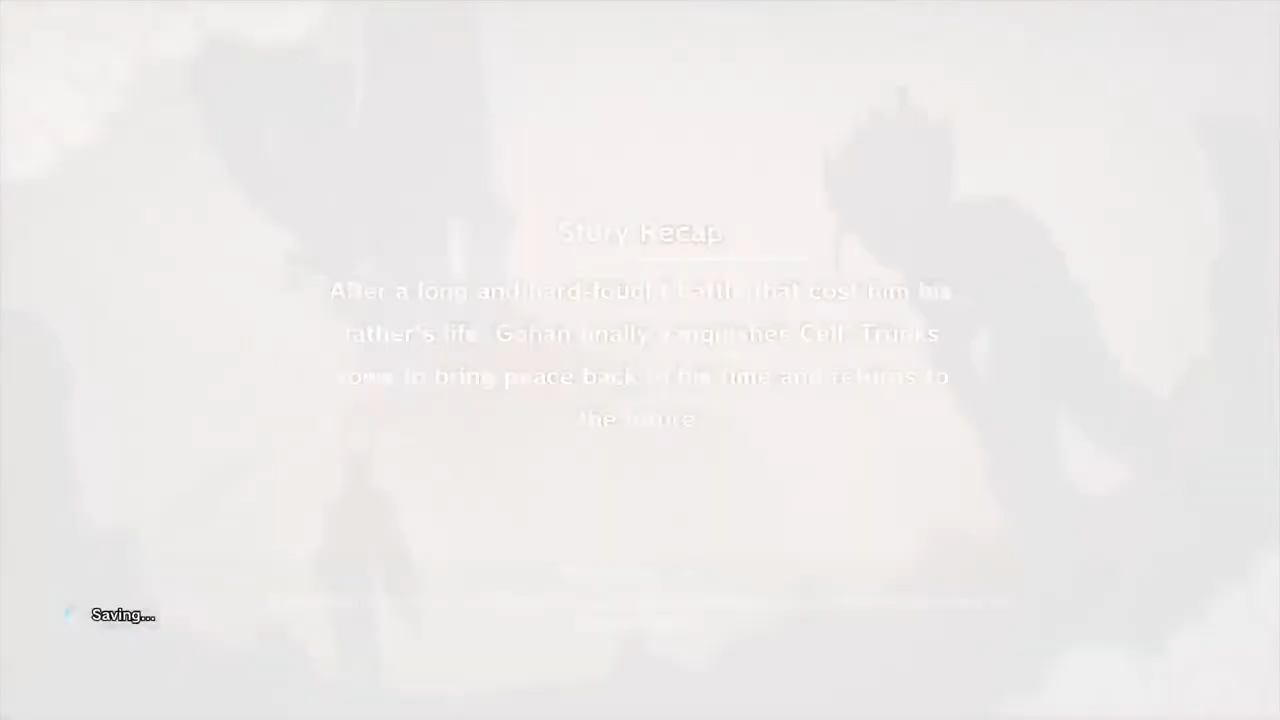 Story Recap
After a long and hard-fought battle that cost him his
father's life, Gohan finally vanquishes Cell. Trunks
vows to bring peace back to his time and returns to
the future.
Saving...